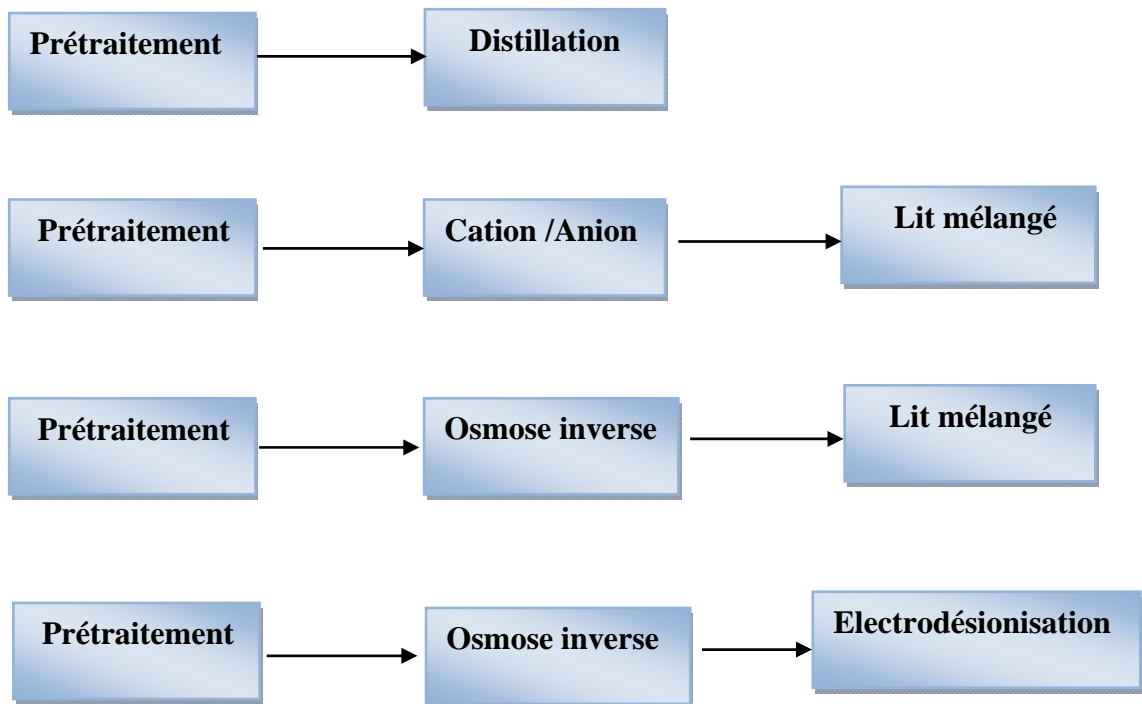 Prétraitement
Distillation
Prétraitement
Cation /Anion
Lit mélangé
Prétraitement
Osmose inverse
Lit mélangé
Prétraitement
Osmose inverse
Electrodésionisation